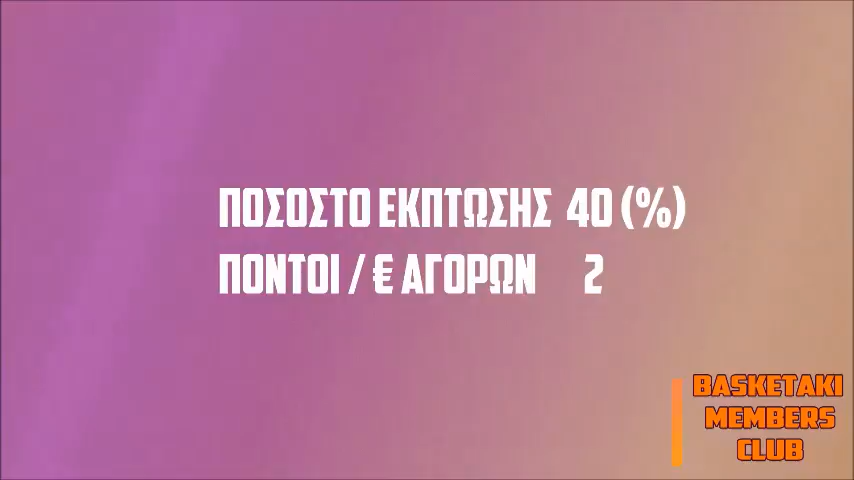 ΠΟΣΟΣΤΟ ΕΚΠΤΩΣΗΣ 40 (%)
ΠΟΝΤΟΙ / € ΑΓΟΡΩΝ 2
BASKETAKI
MEMBERS
CLUB